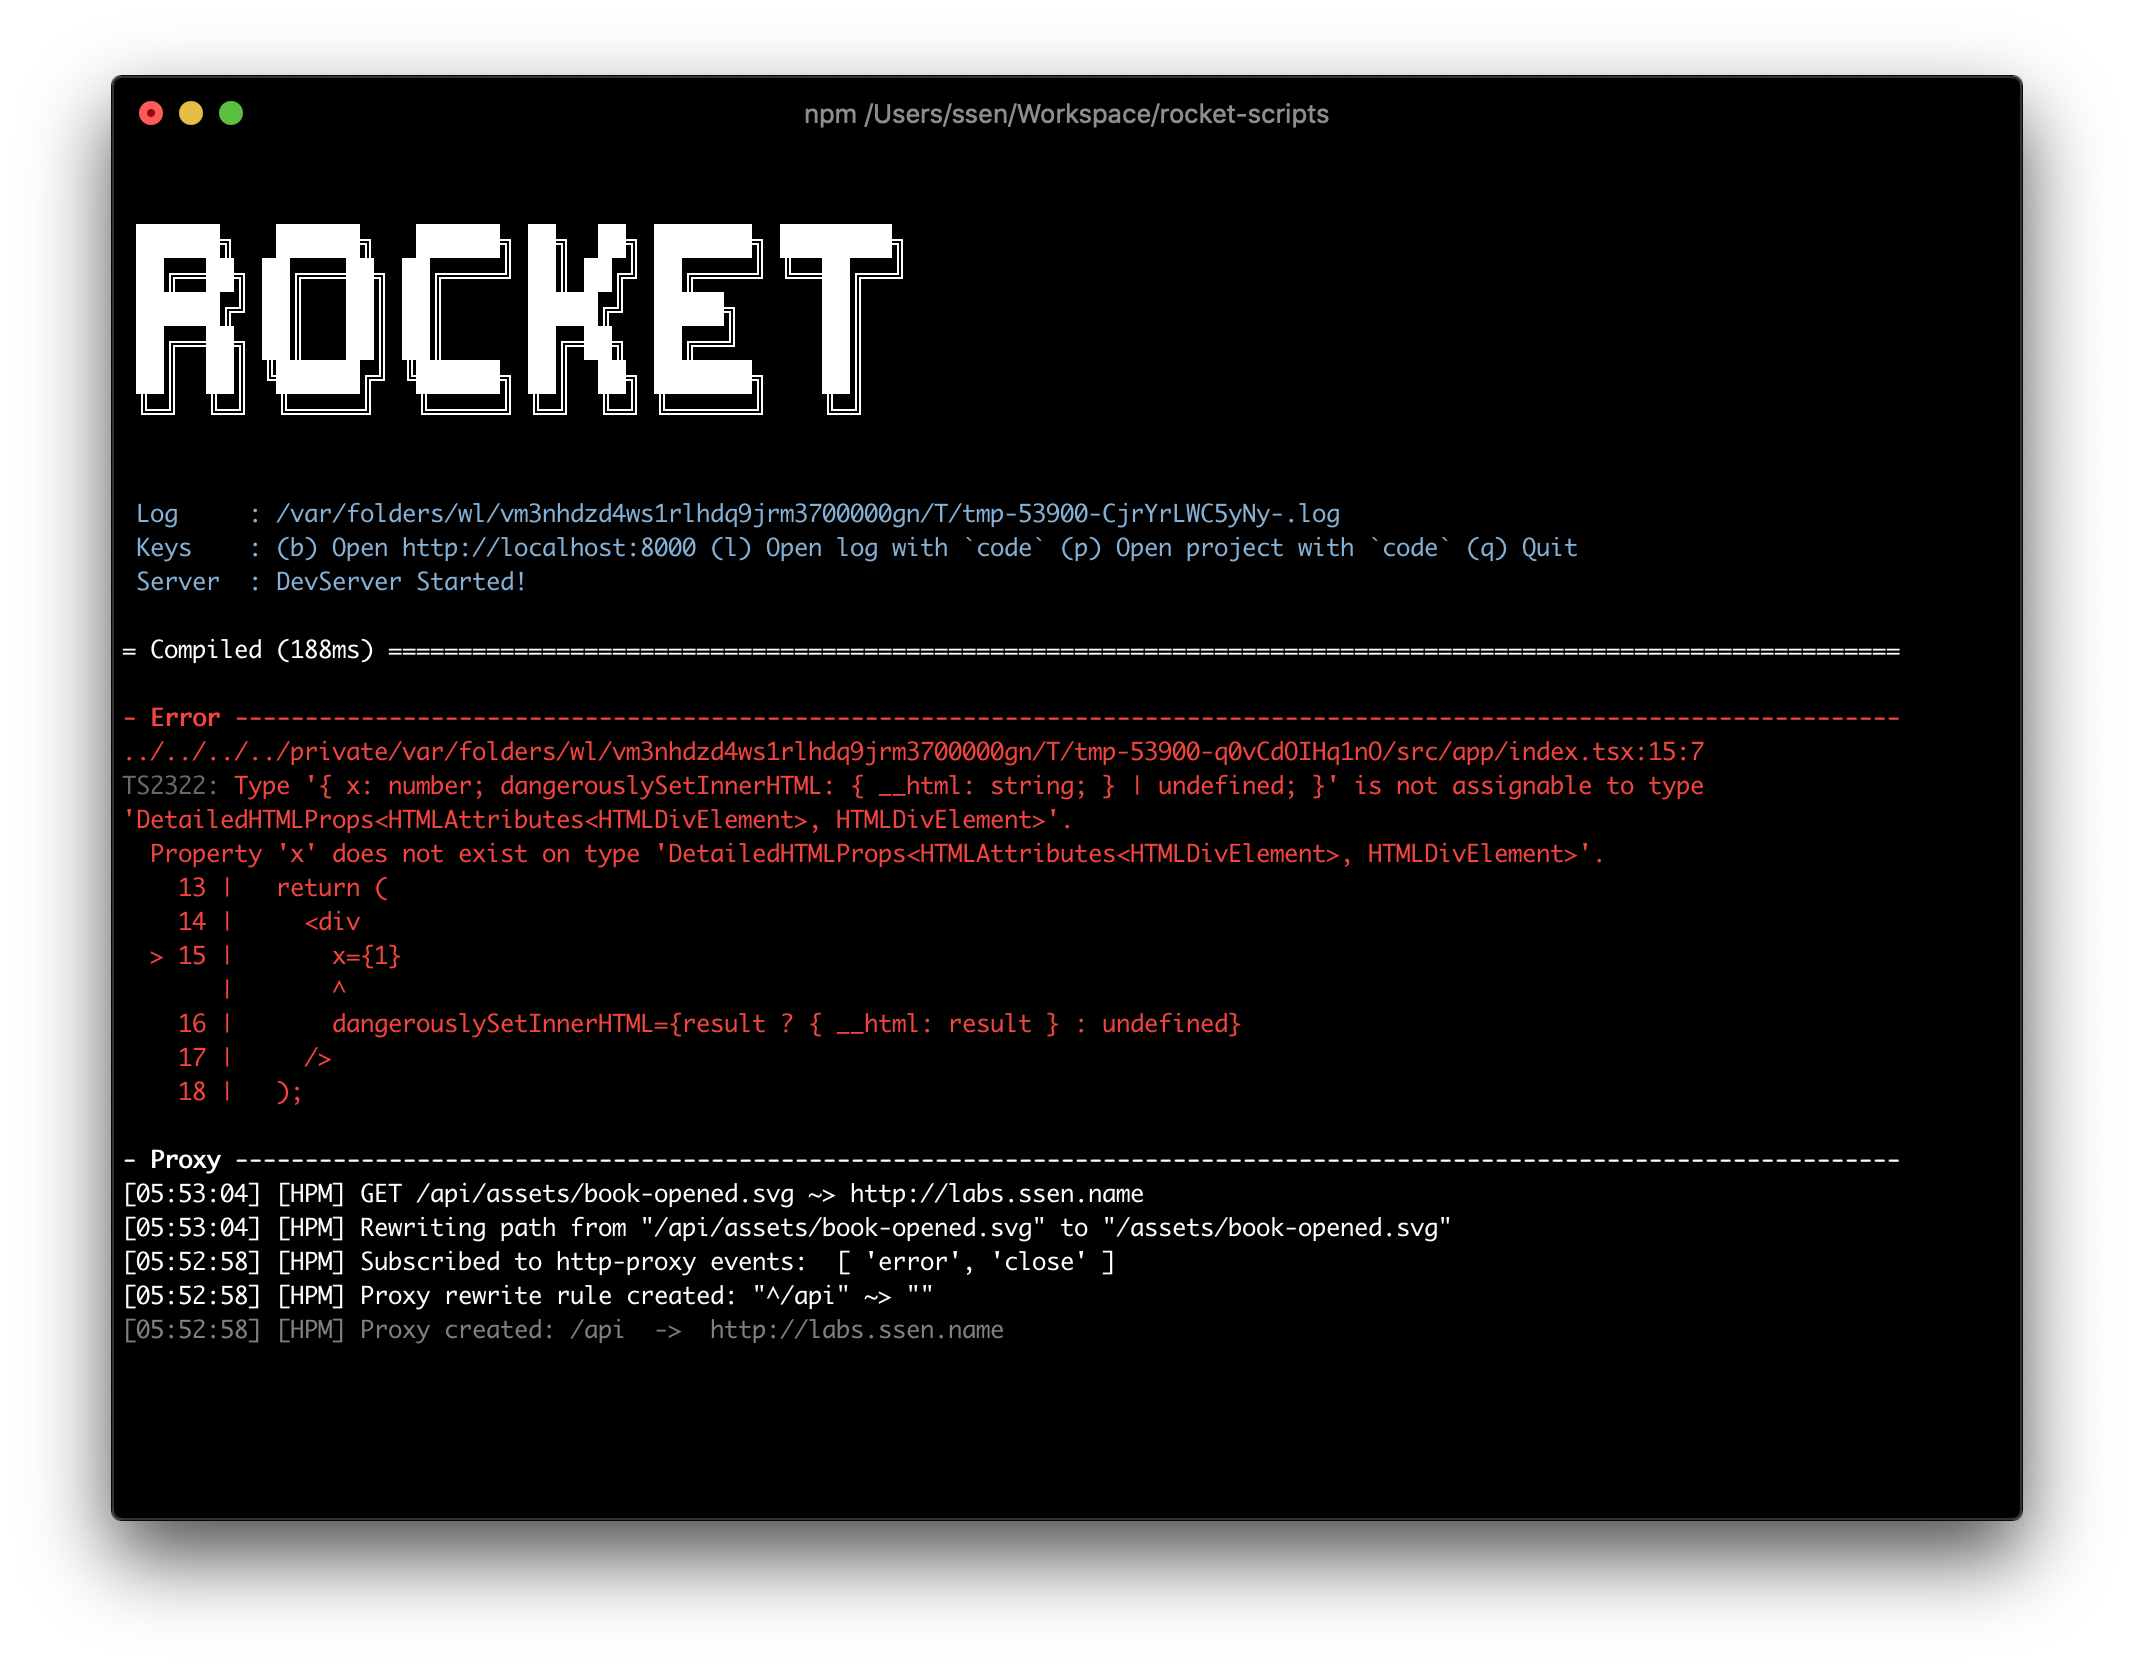 npm /Users/ssen/Workspace/rocket-scripts
ROCKET
Log     : /var/folders/wl/vm3nhdzd4ws1rlhdq9jrm3700000gn/T/tmp-53900-CjrYrLWC5yNy-.log
Keys    : (b) Open http://localhost:8000 (l) Open log with `code` (p) Open project with `code` (q) Quit
Server  : DevServer Started!
= Compiled (188ms) ============================================================================================================
- Error -----------------------------------------------------------------------------------------------------------------------
../../../../private/var/folders/wl/vm3nhdzd4ws1rlhdq9jrm3700000gn/T/tmp-53900-q0vCdOIHq1nO/src/app/index.tsx:15:7
TS2322: Type '{ x: number; dangerouslySetInnerHTML: { __html: string; } | undefined; }' is not assignable to type
'DetailedHTMLProps<HTMLAttributes<HTMLDivElement>, HTMLDivElement>'.
  Property 'x' does not exist on type 'DetailedHTMLProps<HTMLAttributes<HTMLDivElement>, HTMLDivElement>'.
    13 |   return (
    14 |     <div
  > 15 |       x={1}
       |       ^
    16 |       dangerouslySetInnerHTML={result ? { __html: result } : undefined}
    17 |     />
    18 |   );
- Proxy -----------------------------------------------------------------------------------------------------------------------
[05:53:04] [HPM] GET /api/assets/book-opened.svg ~> http://labs.ssen.name
[05:53:04] [HPM] Rewriting path from "/api/assets/book-opened.svg" to "/assets/book-opened.svg"
[05:52:58] [HPM] Subscribed to http-proxy events:  [ 'error', 'close' ]
[05:52:58] [HPM] Proxy rewrite rule created: "^/api" ~> ""
[05:52:58] [HPM] Proxy created: /api  ->  http://labs.ssen.name